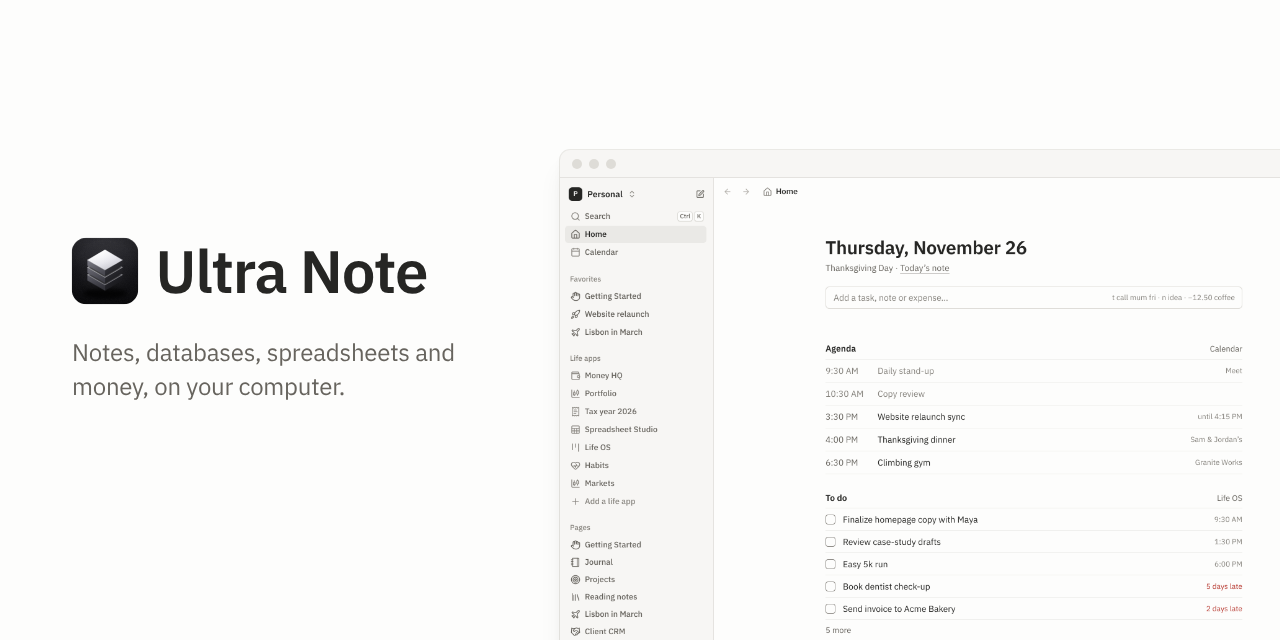 Ultra Note
Notes, databases, spreadsheets and
money, on your computer.
P Personal
Search Ctrl K
Home
Calendar
Favorites
Getting Started
Website relaunch
Lisbon in March
Life apps
Money HQ
Portfolio
Tax year 2026
Spreadsheet Studio
Life OS
Habits
Markets
Add a life app
Pages
Getting Started
Journal
Projects
Reading notes
Lisbon in March
Client CRM
Home
Thursday, November 26
Thanksgiving Day · Today's note
Add a task, note or expense... t call mum fri · n idea · −12,50 coffee
Agenda Calendar
9:30 AM Daily stand-up Meet
10:30 AM Copy review
3:30 PM Website relaunch sync until 4:15 PM
4:00 PM Thanksgiving dinner Sam & Jordan's
6:30 PM Climbing gym Granite Works
To do Life OS
Finalize homepage copy with Maya 9:30 AM
Review case-study drafts 1:30 PM
Easy 5k run 6:00 PM
Book dentist check-up 5 days late
Send invoice to Acme Bakery 2 days late
5 more